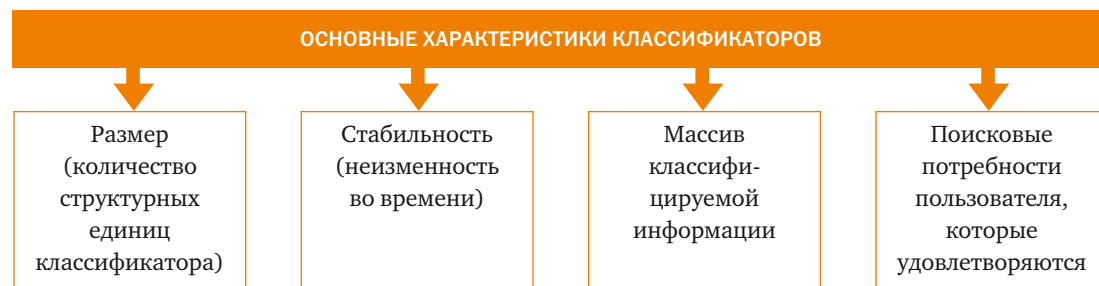 ОСНОВНЫЕ ХАРАКТЕРИСТИКИ КЛАССИФИКАТОРОВ
Размер
(количество
структурных
единиц
классификатора)
Стабильность
(неизменность
во времени)
Массив
классифи-
цируемой
информации
Поисковые
потребности
пользователя,
которые
удовлетворяются